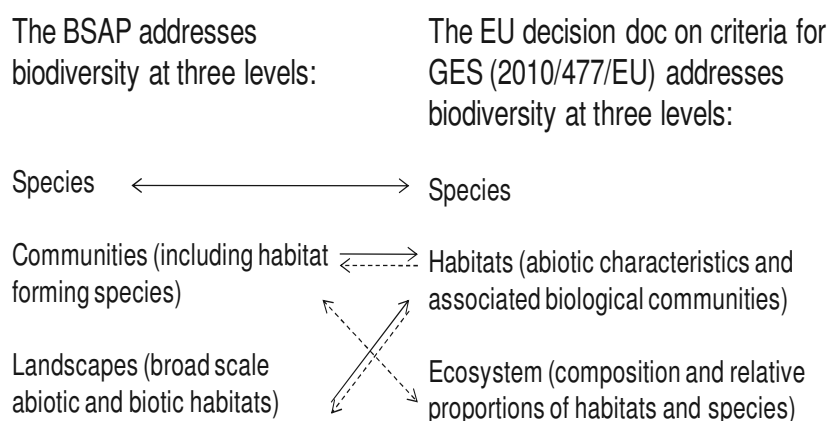 The BSAP addresses
biodiversity at three levels:
The EU decision doc on criteria for
GES (2010/477/EU) addresses
biodiversity at three levels:
Species
Species
Communities (including habitat
forming species)
Habitats (abiotic characteristics and
associated biological communities)
Landscapes (broad scale
abiotic and biotic habitats)
Ecosystem (composition and relative
proportions of habitats and species)